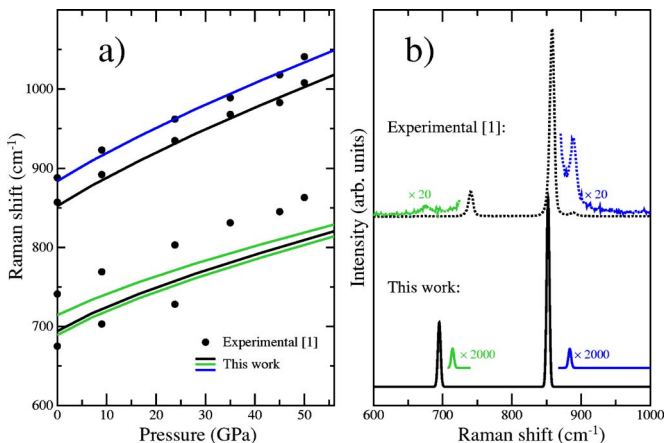 a)
Raman shift (cm-1)
1000
900
800
700
600
0
10
20
30
40
50
Pressure (GPa)
Experimental [1]
This work
b)
Intensity (arb. units)
Experimental [1]:
× 20
× 20
This work:
× 2000
× 2000
600
700
800
900
1000
Raman shift (cm-1)